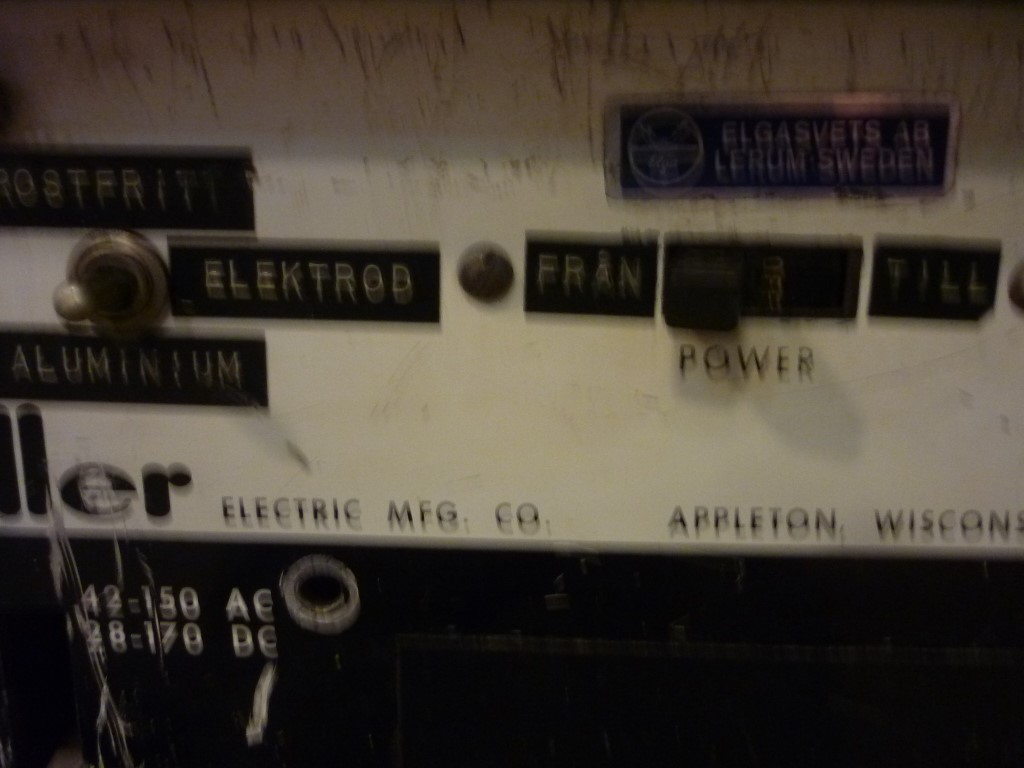 ELGASVETS AB
LERUM·SWEDEN
ROSTFRITT
ELEKTROD
FRÅN
TILL
POWER
ALUMINIUM
ller
ELECTRIC MFG. CO.
APPLETON, WISCONS
42-150 AC
28-170 DC